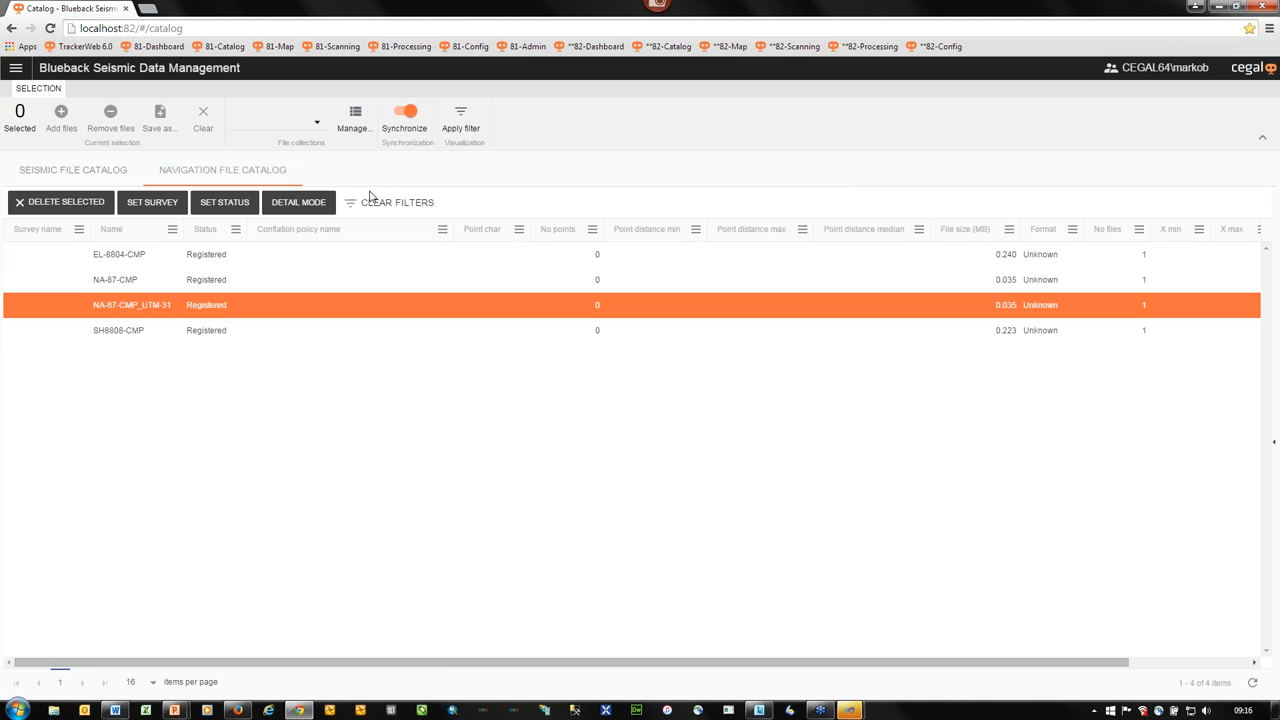 Catalog - Blueback Seism
localhost:82/#/catalog
Apps TrackerWeb 6.0 81-Dashboard 81-Catalog 81-Map 81-Scanning 81-Processing 81-Config 81-Admin **82-Dashboard **82-Catalog **82-Map **82-Scanning **82-Processing **82-Config
Blueback Seismic Data Management CEGAL64\markob cegal
SELECTION
0
Selected Add files Remove files Save as... Clear Manage... Synchronize Apply filter
Current selection File collections Synchronization Visualization
SEISMIC FILE CATALOG NAVIGATION FILE CATALOG
DELETE SELECTED SET SURVEY SET STATUS DETAIL MODE CLEAR FILTERS
Survey name Name Status Conflation policy name Point char No points Point distance min Point distance max Point distance median File size (MB) Format No files X min X max
EL-8804-CMP Registered 0 0.240 Unknown 1
NA-87-CMP Registered 0 0.035 Unknown 1
NA-87-CMP_UTM-31 Registered 0 0.035 Unknown 1
SH8808-CMP Registered 0 0.223 Unknown 1
1 16 items per page 1 - 4 of 4 items
09:16